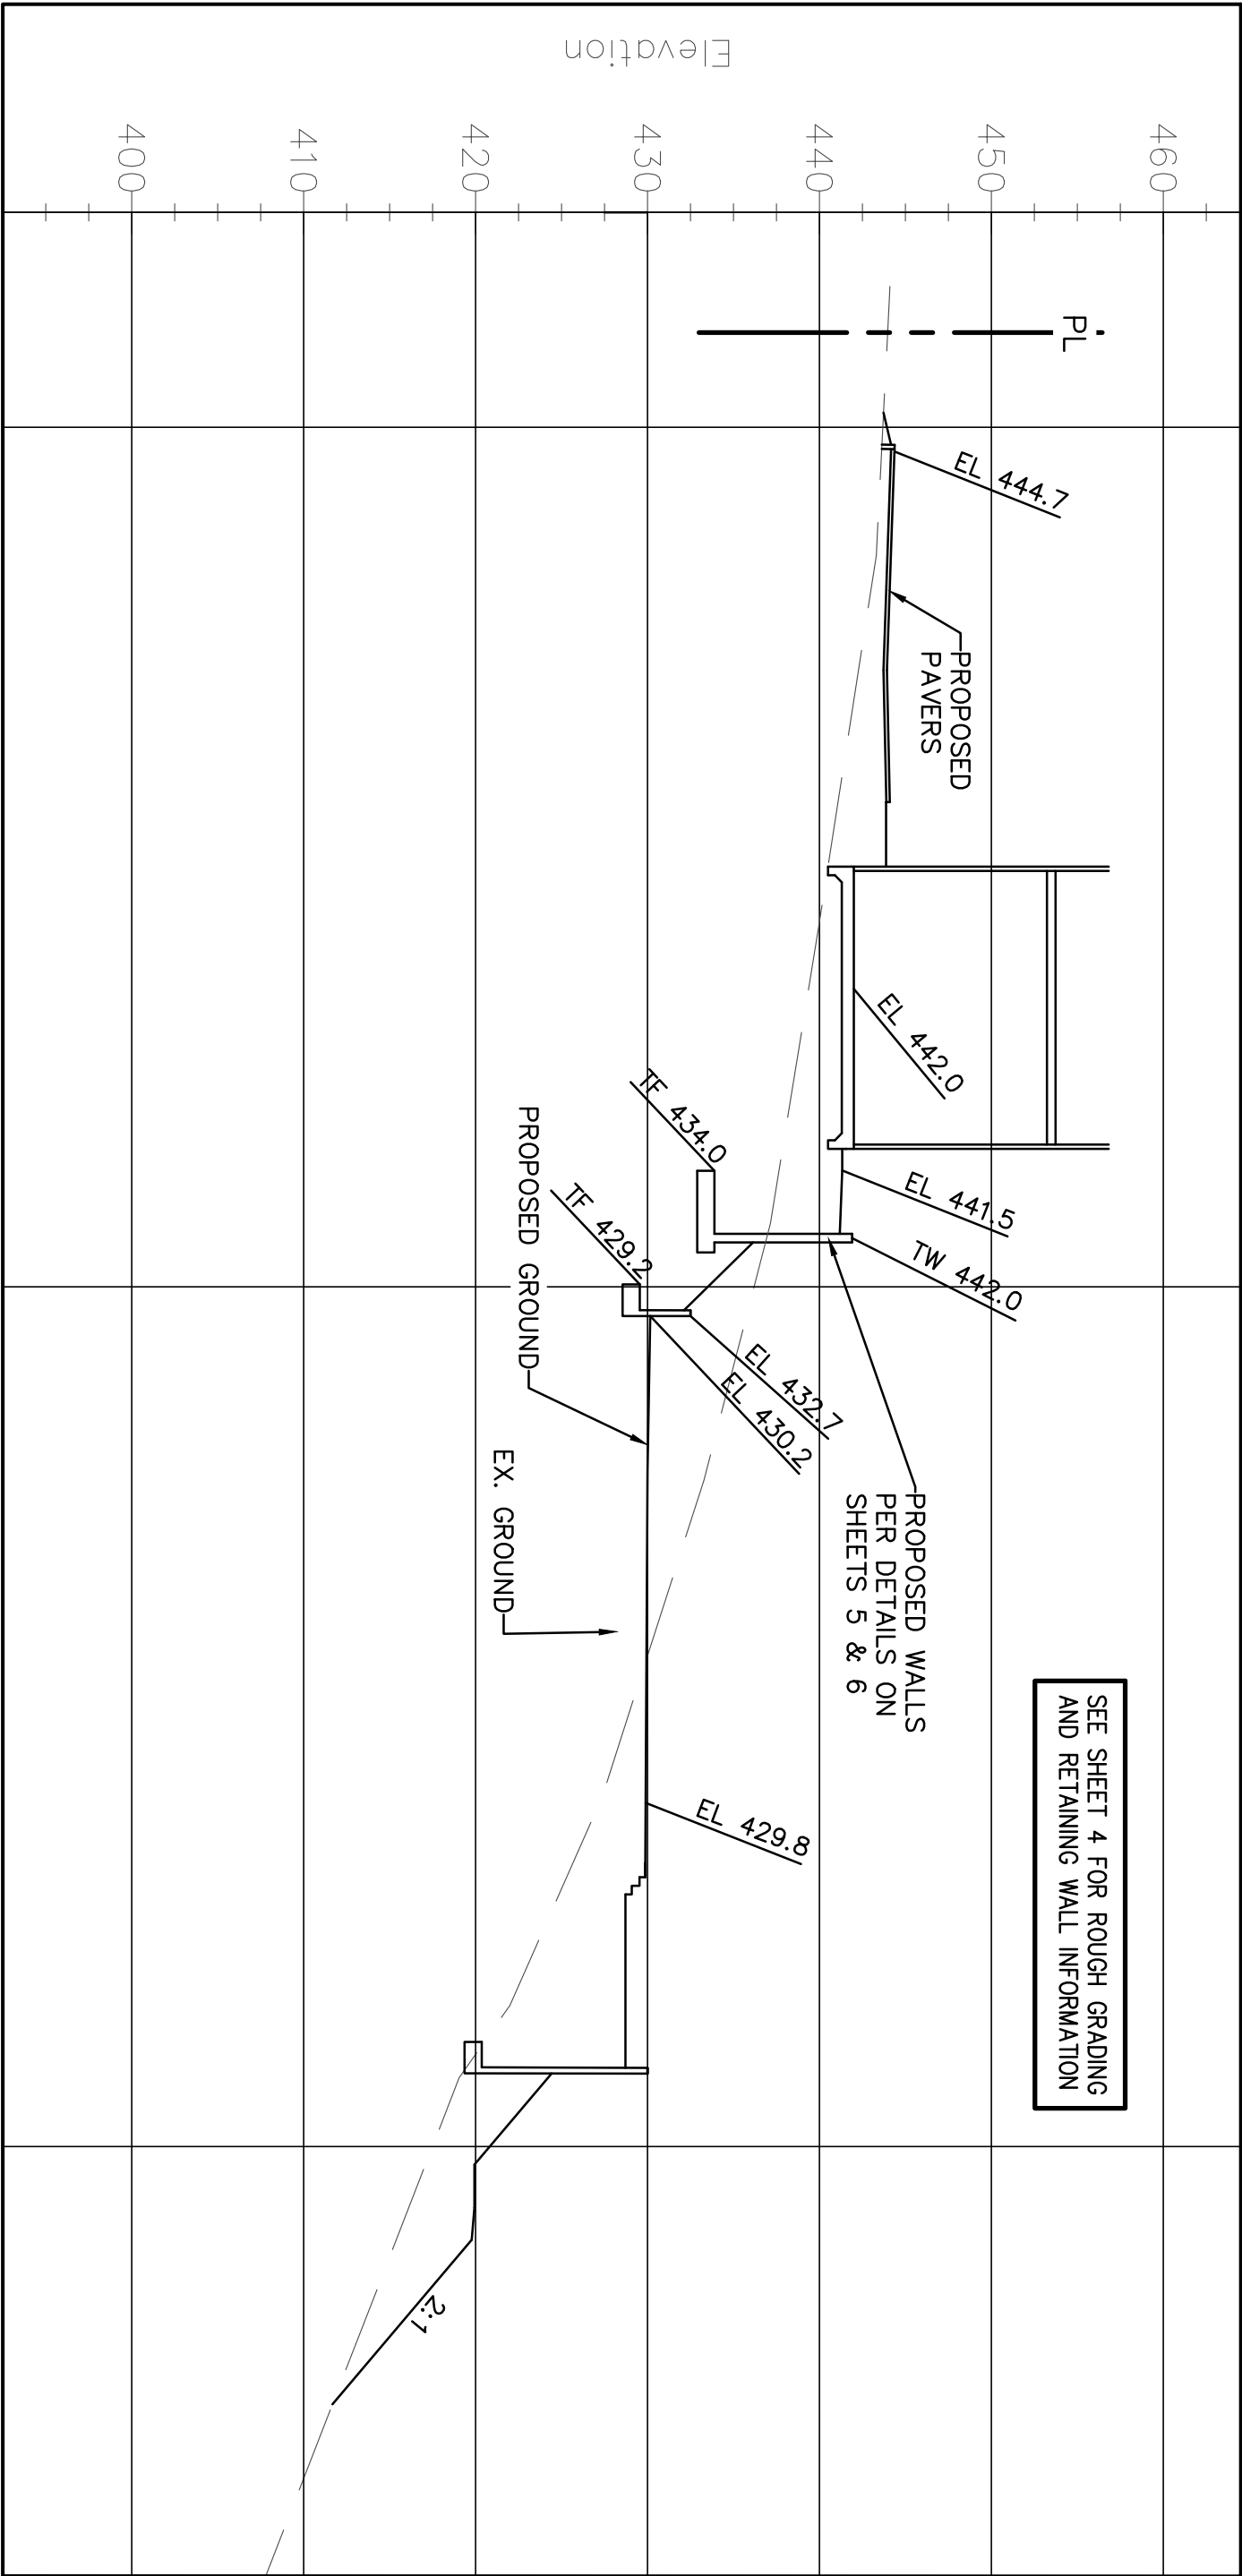 Elevation
460
450
440
430
420
410
400
PL
EL 444.7
PROPOSED
PAVERS
EL 442.0
EL 441.5
TW 442.0
TF 434.0
TF 429.2
EL 432.7
EL 430.2
PROPOSED GROUND
EX. GROUND
PROPOSED WALLS
PER DETAILS ON
SHEETS 5 & 6
SEE SHEET 4 FOR ROUGH GRADING
AND RETAINING WALL INFORMATION
EL 429.8
2:1